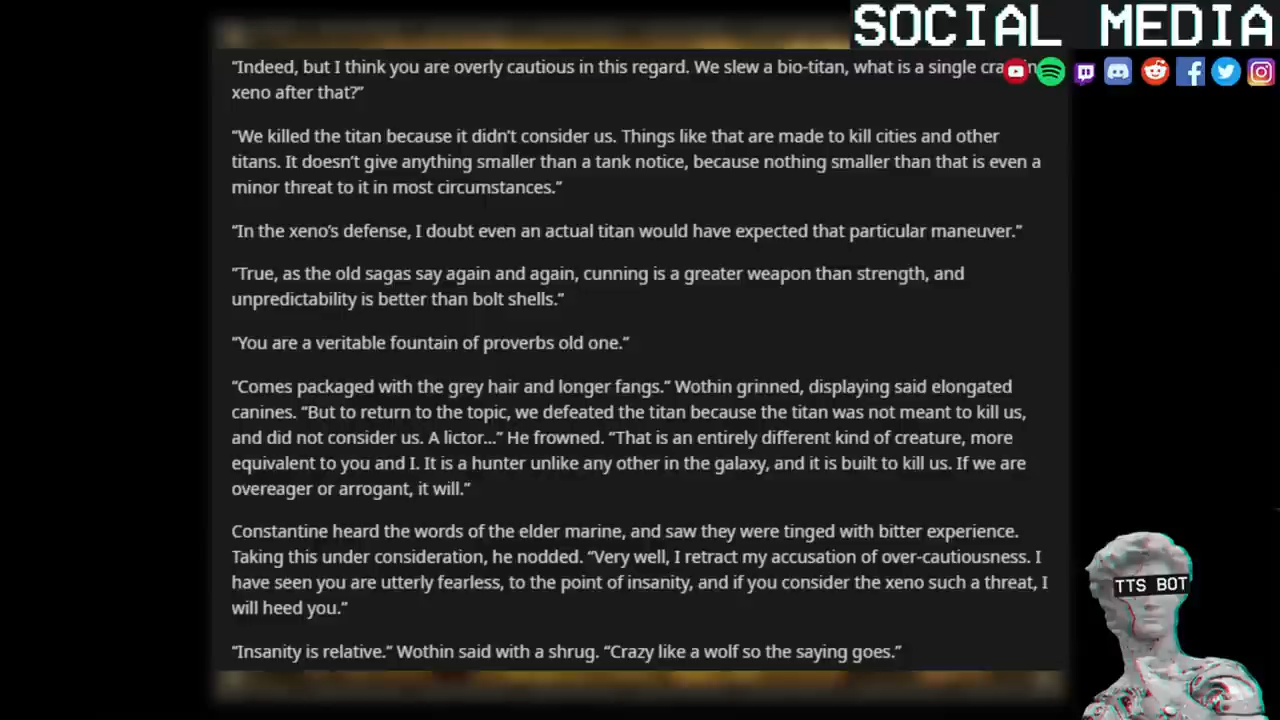 SOCIAL MEDIA
“Indeed, but I think you are overly cautious in this regard. We slew a bio-titan, what is a single
xeno after that?”
“We killed the titan because it didn’t consider us. Things like that are made to kill cities and other
titans. It doesn’t give anything smaller than a tank notice, because nothing smaller than that is even a
minor threat to it in most circumstances.”
“In the xeno’s defense, I doubt even an actual titan would have expected that particular maneuver.”
“True, as the old sagas say again and again, cunning is a greater weapon than strength, and
unpredictability is better than bolt shells.”
“You are a veritable fountain of proverbs old one.”
“Comes packaged with the grey hair and longer fangs.” Wothin grinned, displaying said elongated
canines. “But to return to the topic, we defeated the titan because the titan was not meant to kill us,
and did not consider us. A lictor...” He frowned. “That is an entirely different kind of creature, more
equivalent to you and I. It is a hunter unlike any other in the galaxy, and it is built to kill us. If we are
overeager or arrogant, it will.”
Constantine heard the words of the elder marine, and saw they were tinged with bitter experience.
Taking this under consideration, he nodded. “Very well, I retract my accusation of over-cautiousness. I
have seen you are utterly fearless, to the point of insanity, and if you consider the xeno such a threat, I
will heed you.”
“Insanity is relative.” Wothin said with a shrug. “Crazy like a wolf so the saying goes.”
TTS BOT